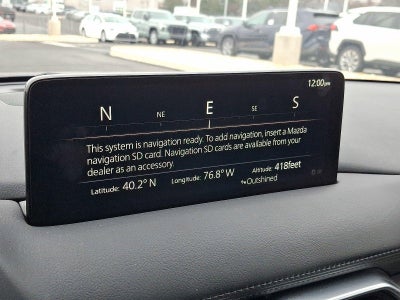 12:00pm
N NE E SE S
This system is navigation ready. To add navigation, insert a Mazda
navigation SD card. Navigation SD cards are available from your
dealer as an accessory.
Latitude: 40.2° N Longitude: 76.8° W Altitude: 418feet
Outshined